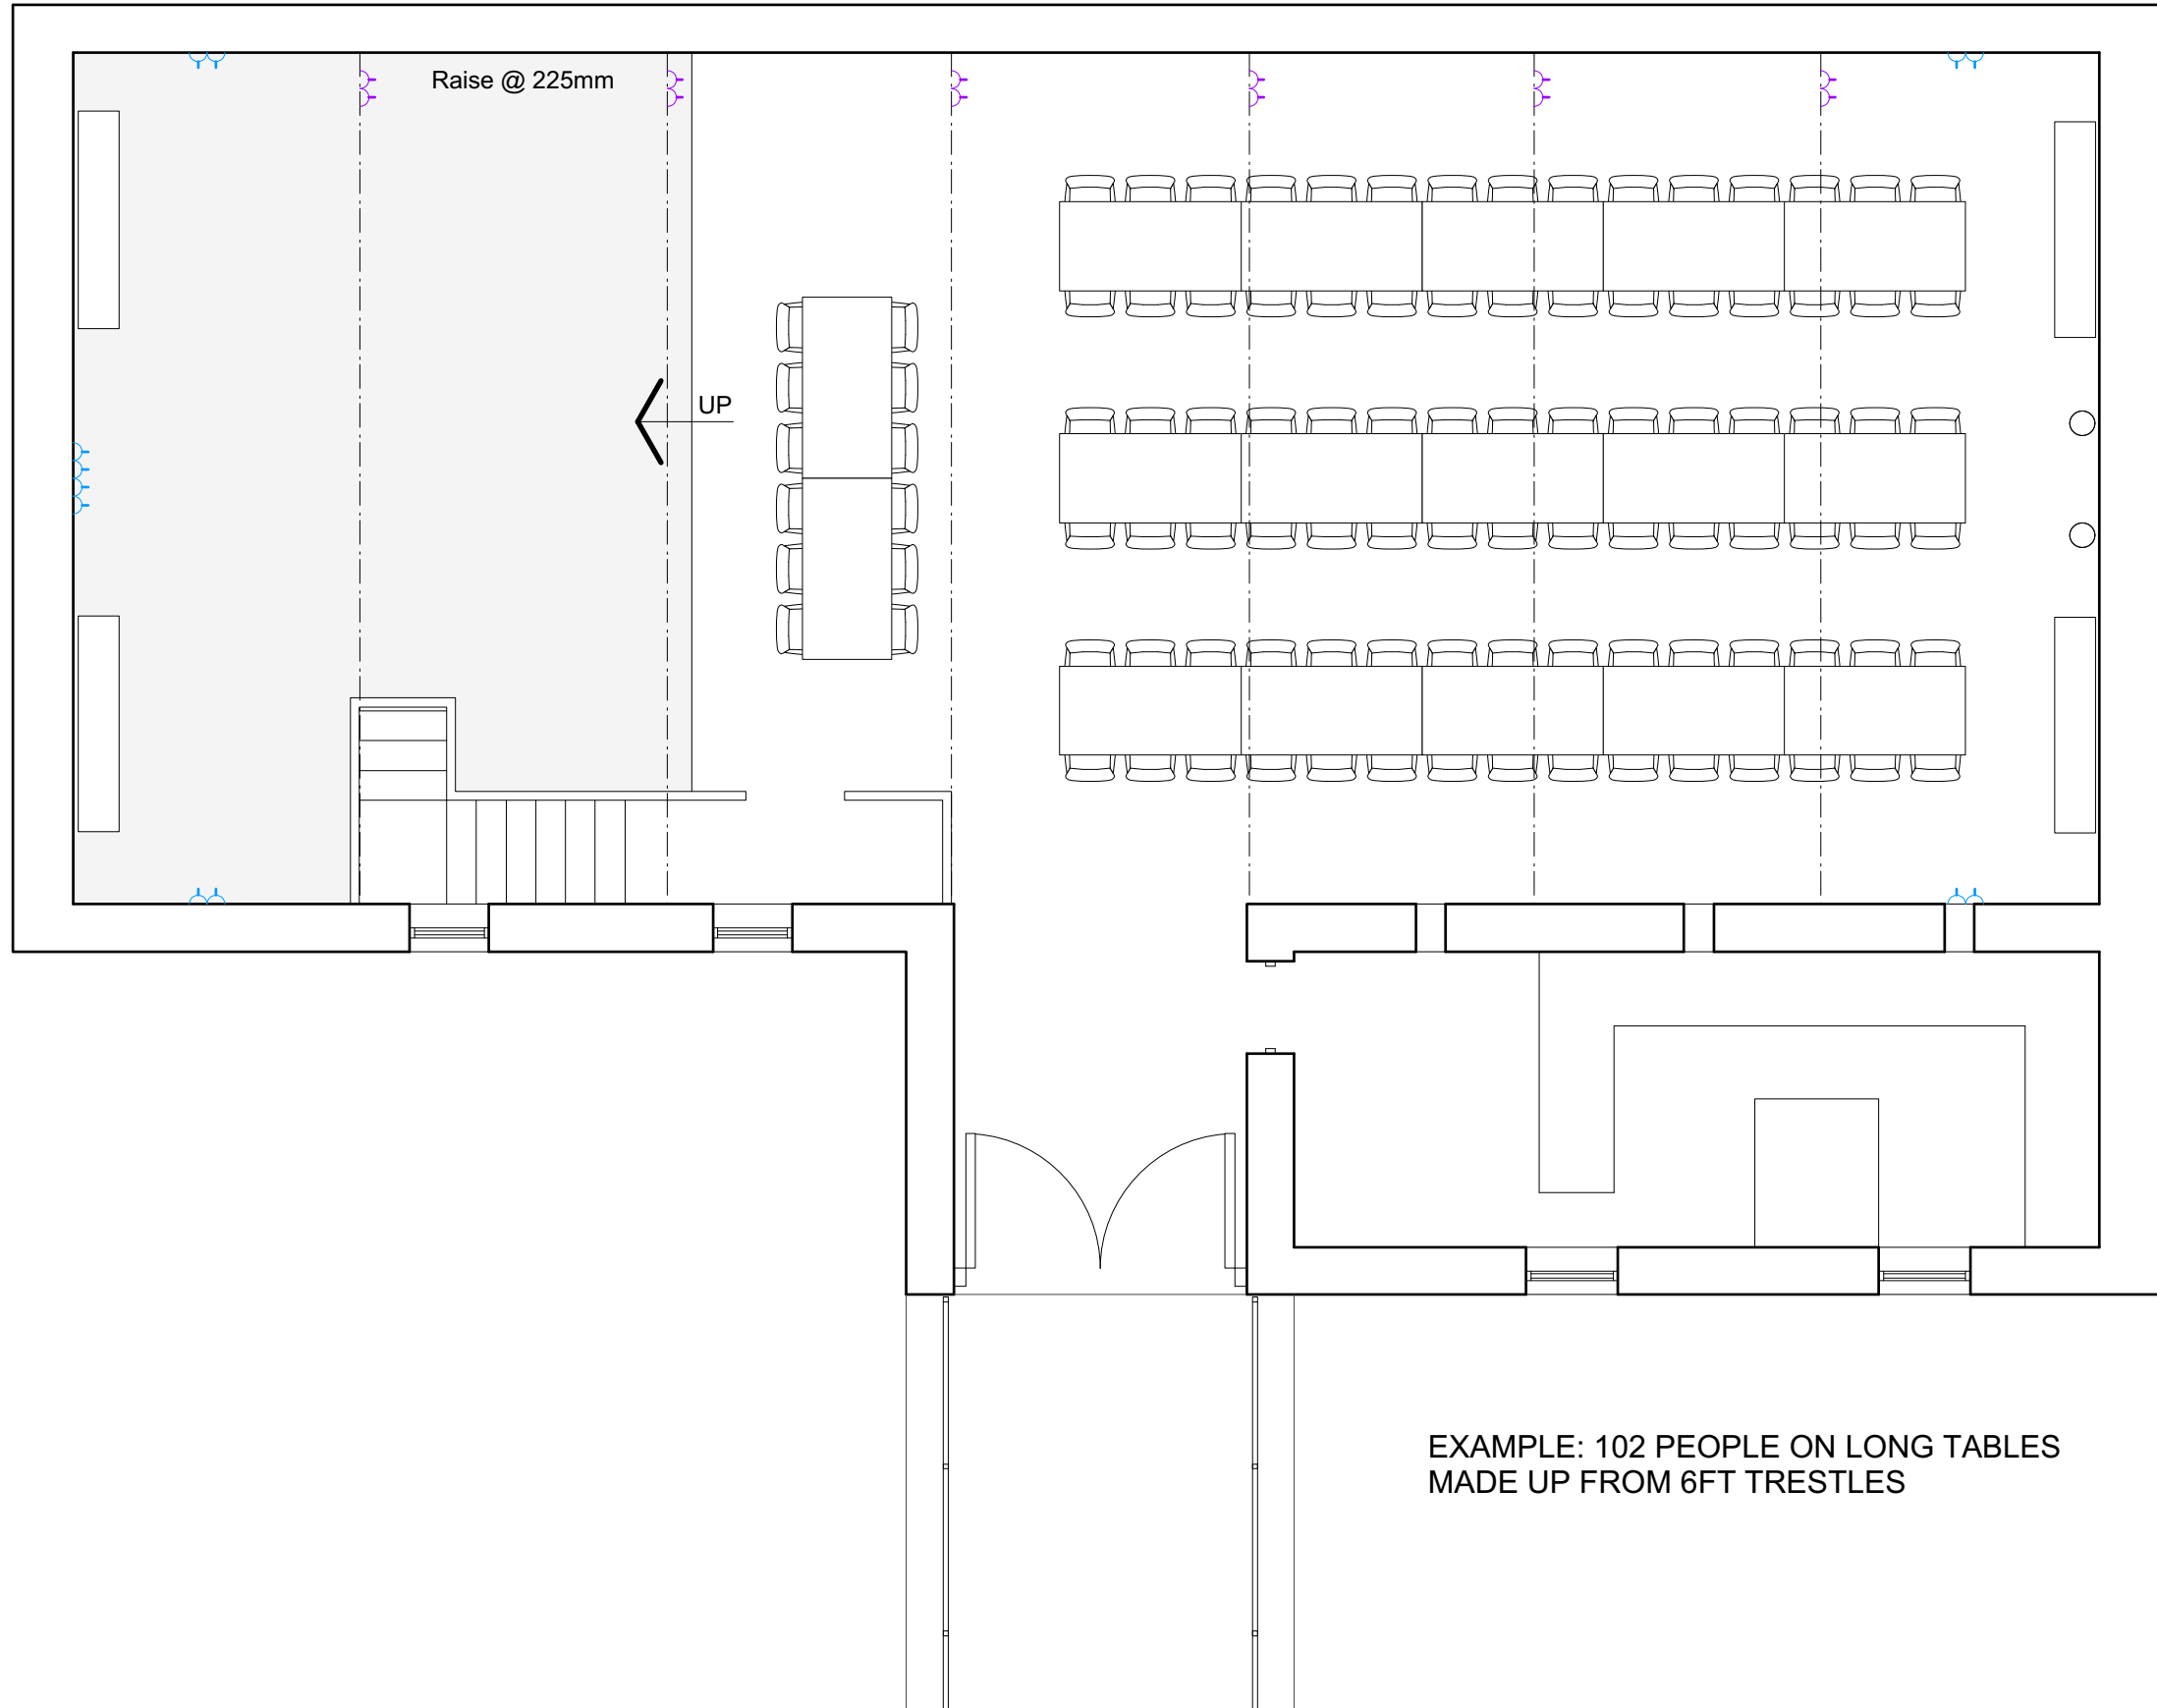 Raise @ 225mm
UP
EXAMPLE: 102 PEOPLE ON LONG TABLES
MADE UP FROM 6FT TRESTLES